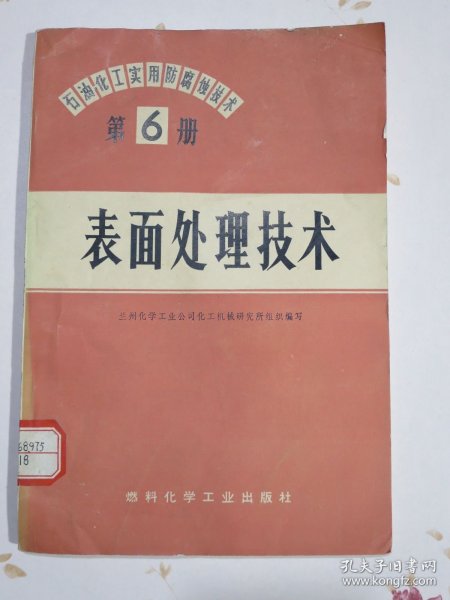 石油化工实用防腐蚀技术
第6册
表面处理技术
兰州化学工业公司化工机械研究所组织编写
68975
18
燃料化学工业出版社
孔夫子旧书网
www.kongfz.com